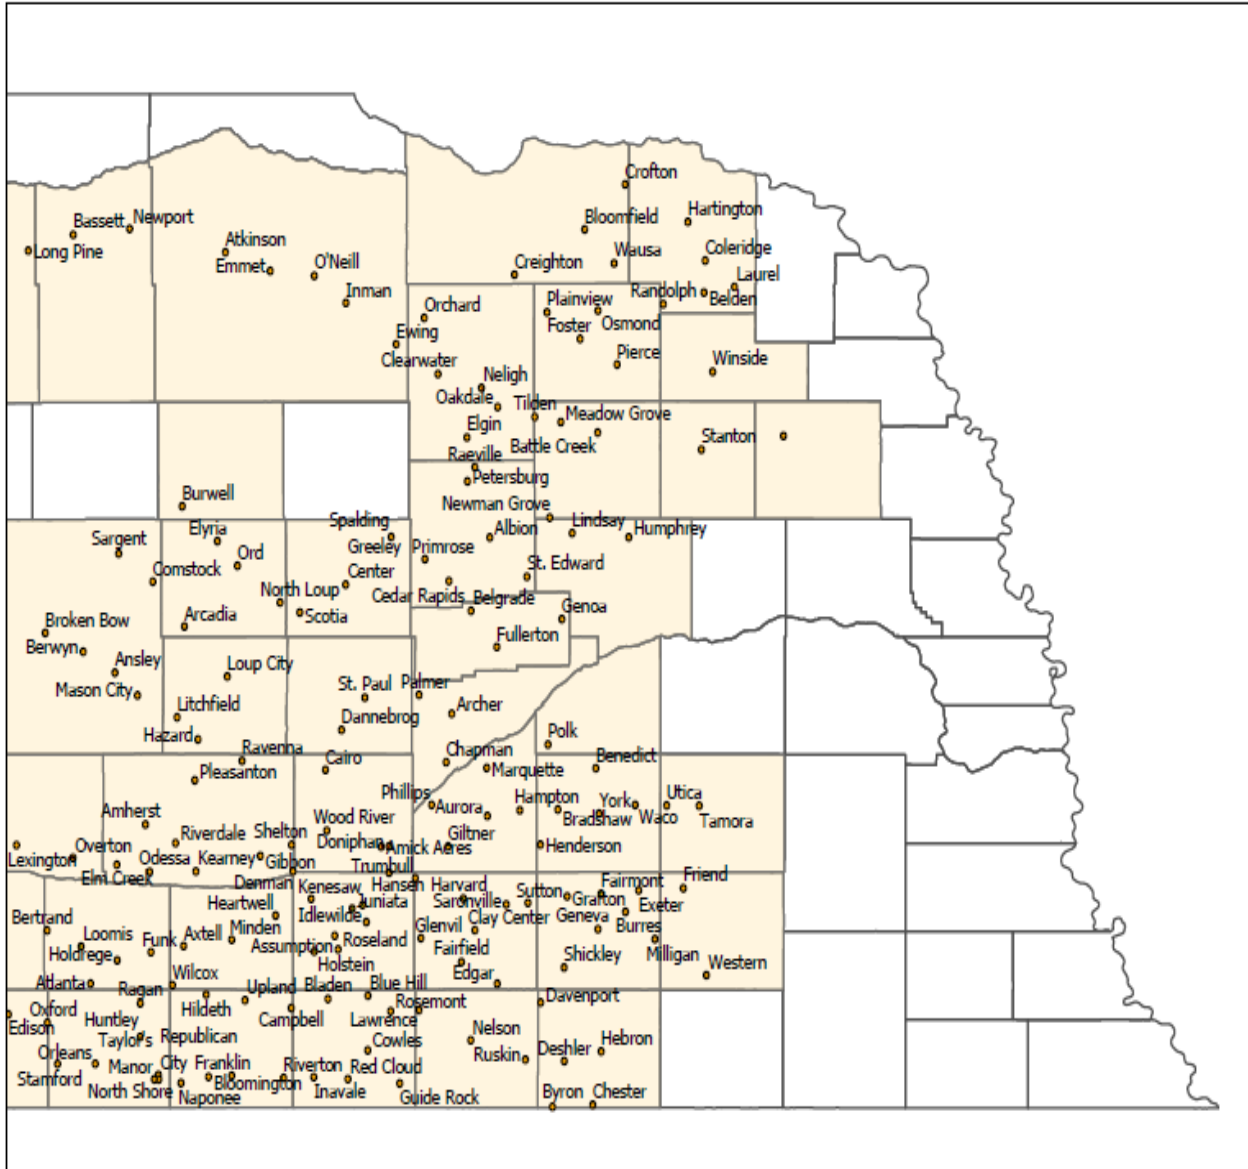 Crofton
Bassett
Newport
Hartington
Bloomfield
Long Pine
Atkinson
Emmet
O'Neill
Wausa
Coleridge
Creighton
Laurel
Inman
Randolph
Belden
Orchard
Plainview
Foster
Osmond
Ewing
Clearwater
Pierce
Winside
Neligh
Oakdale
Tilden
Meadow Grove
Elgin
Battle Creek
Stanton
Raeville
Petersburg
Burwell
Newman Grove
Spalding
Elyria
Albion
Lindsay
Humphrey
Sargent
Greeley
Primrose
Ord
Comstock
Center
St. Edward
North Loup
Cedar Rapids
Belgrade
Scotia
Arcadia
Genoa
Broken Bow
Berwyn
Fullerton
Ansley
Loup City
Mason City
St. Paul
Palmer
Litchfield
Archer
Dannebrog
Hazard
Polk
Ravenna
Cairo
Chapman
Benedict
Pleasanton
Marquette
Phillips
Aurora
Hampton
York
Utica
Amherst
Wood River
Bradshaw
Waco
Tamora
Riverdale
Shelton
Doniphan
Giltner
Lexington
Overton
Odessa
Kearney
Gibbon
Amick Acres
Henderson
Elm Creek
Trumbull
Denman
Hansen
Harvard
Kenesaw
Juniata
Sutton
Fairmont
Friend
Heartwell
Saronville
Grafton
Exeter
Bertrand
Idlewilde
Clay Center
Geneva
Loomis
Funk
Axtell
Minden
Glenvil
Burres
Holdrege
Assumption
Roseland
Fairfield
Milligan
Holstein
Shickley
Western
Atlanta
Wilcox
Edgar
Ragan
Upland
Bladen
Blue Hill
Rosemont
Davenport
Oxford
Hildeth
Campbell
Lawrence
Edison
Huntley
Nelson
Taylor's
Republican
Cowles
Hebron
Orleans
Ruskin
Deshler
Manor
City
Franklin
Riverton
Red Cloud
Stamford
Bloomington
North Shore
Naponee
Inavale
Guide Rock
Byron
Chester